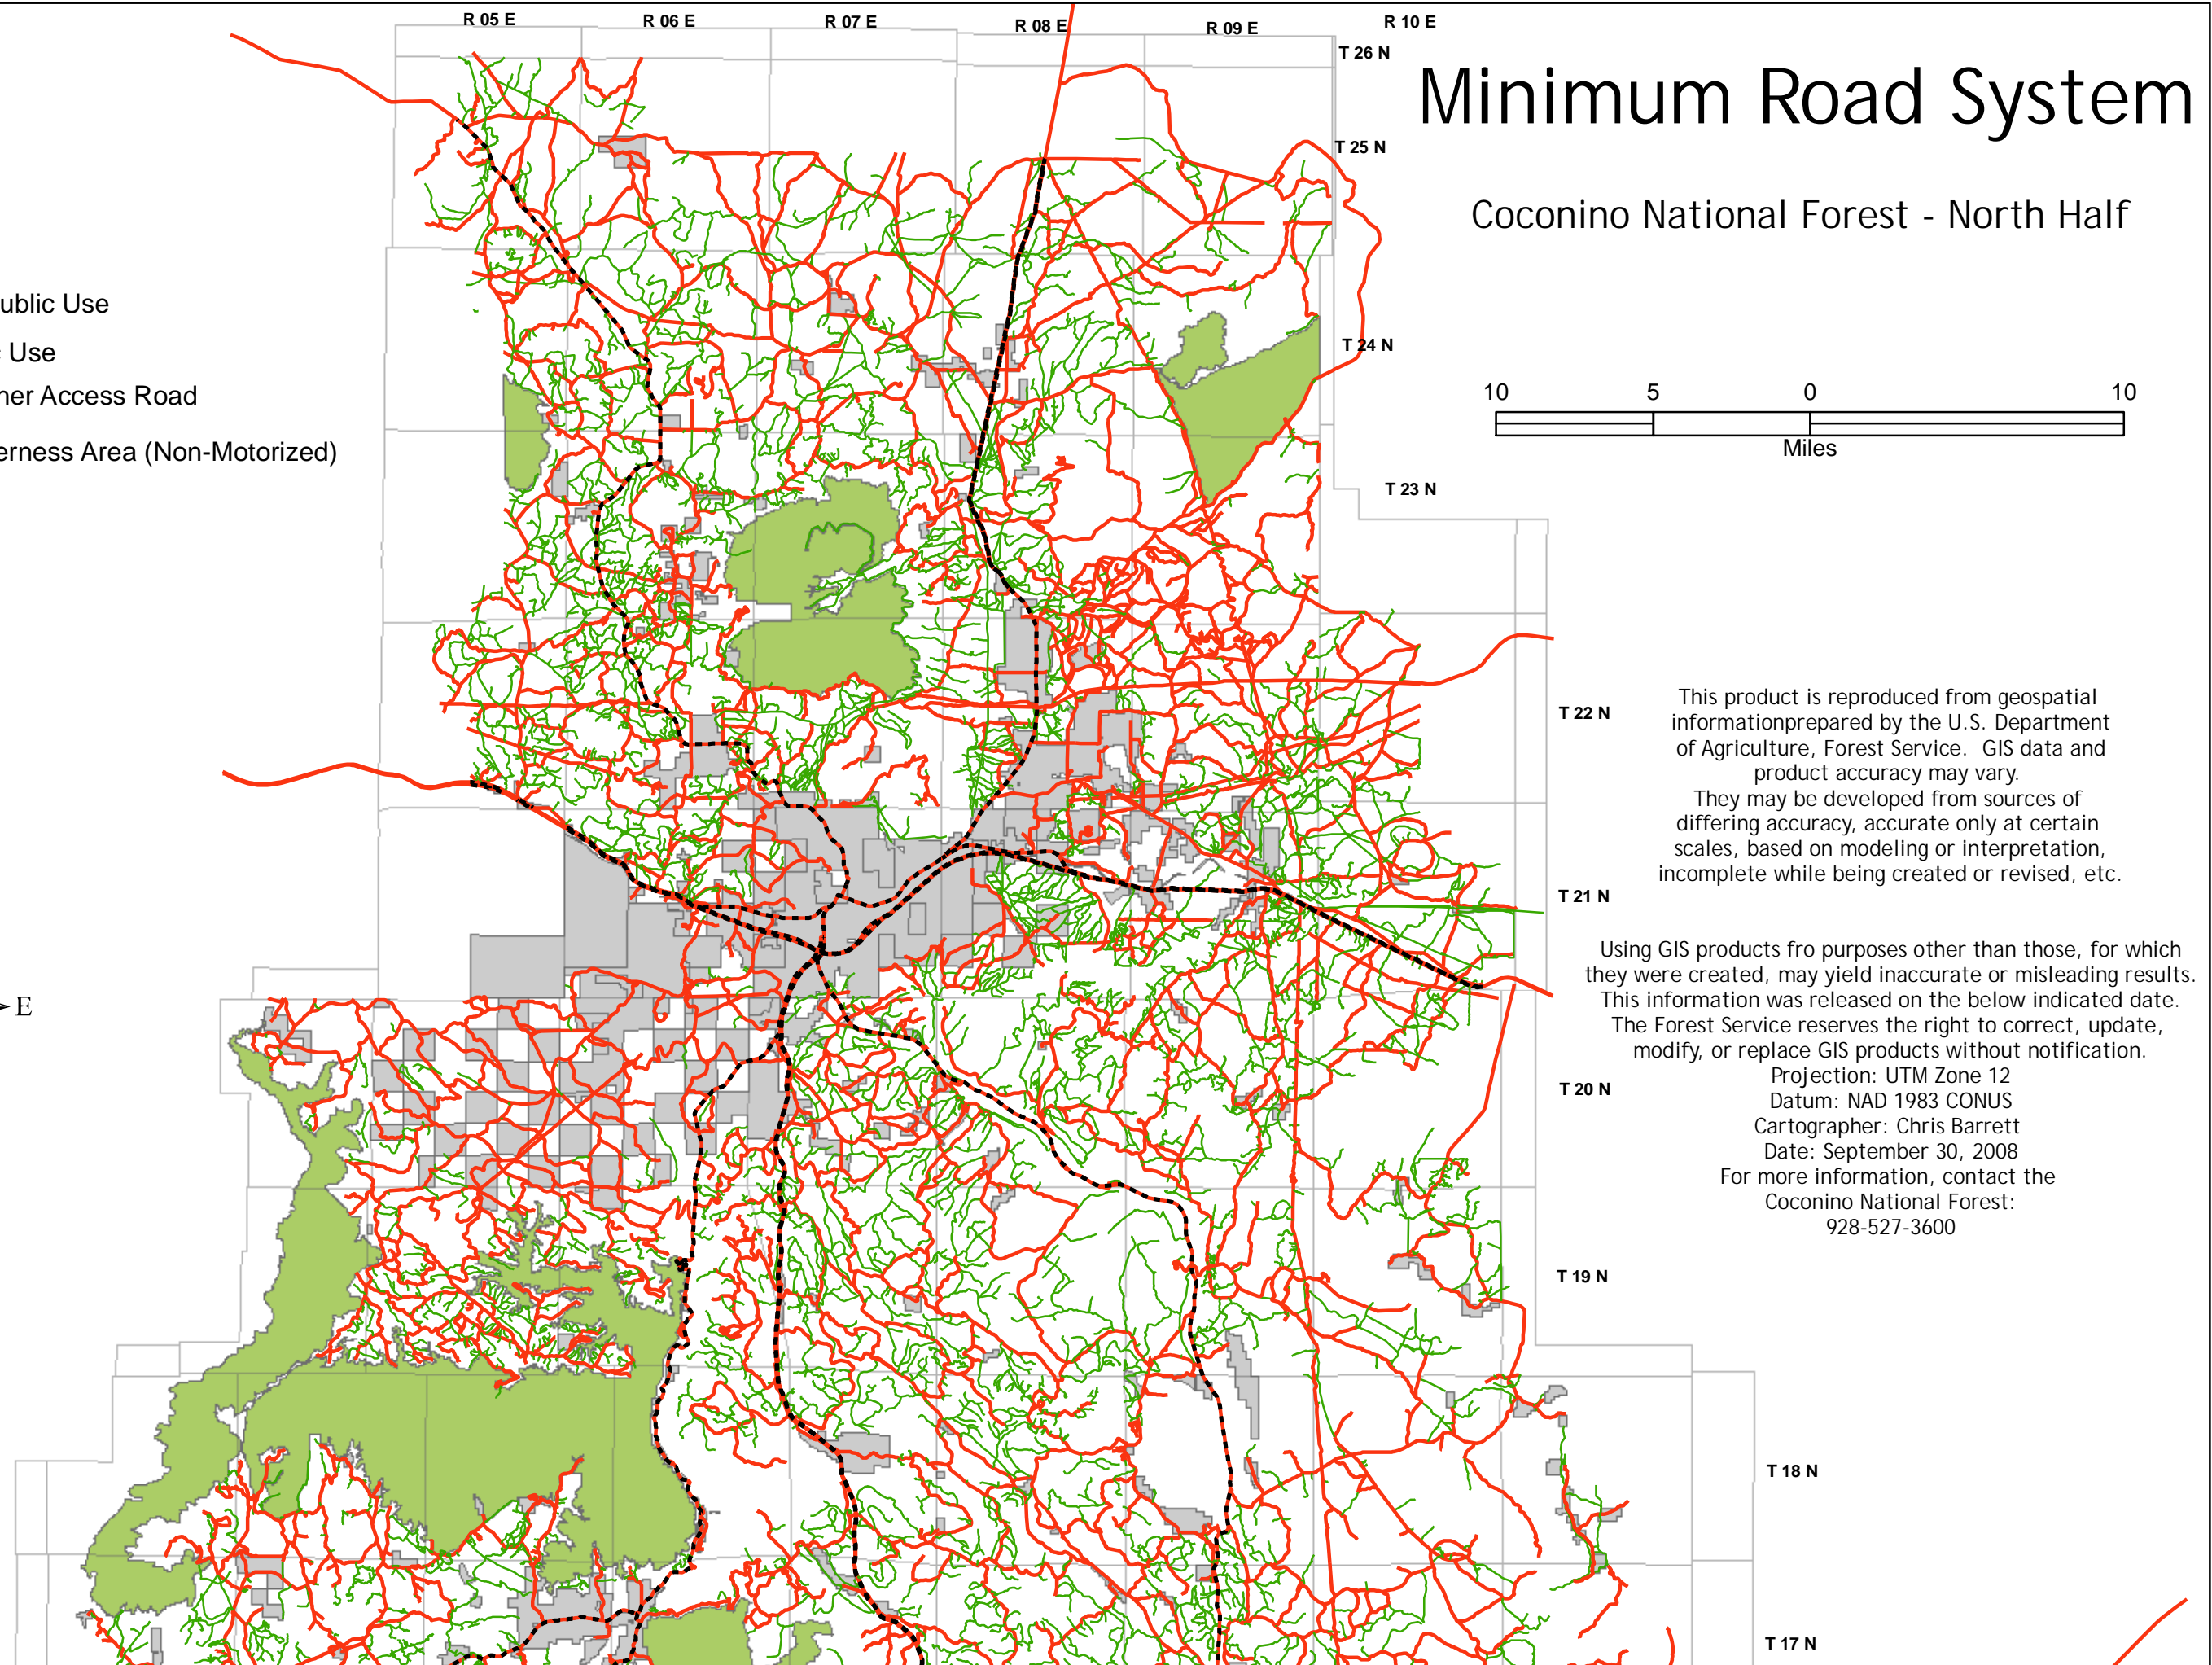 R 05 E
R 06 E
R 07 E
R 08 E
R 09 E
R 10 E
T 26 N
Minimum Road System
T 25 N
Coconino National Forest - North Half
ublic Use
T 24 N
Use
her Access Road
10 5 0 10
Miles
erness Area (Non-Motorized)
T 23 N
T 22 N
This product is reproduced from geospatial
informationprepared by the U.S. Department
of Agriculture, Forest Service. GIS data and
product accuracy may vary.
They may be developed from sources of
differing accuracy, accurate only at certain
scales, based on modeling or interpretation,
incomplete while being created or revised, etc.
T 21 N
Using GIS products fro purposes other than those, for which
they were created, may yield inaccurate or misleading results.
This information was released on the below indicated date.
The Forest Service reserves the right to correct, update,
modify, or replace GIS products without notification.
E
Projection: UTM Zone 12
T 20 N
Datum: NAD 1983 CONUS
Cartographer: Chris Barrett
Date: September 30, 2008
For more information, contact the
Coconino National Forest:
928-527-3600
T 19 N
T 18 N
T 17 N